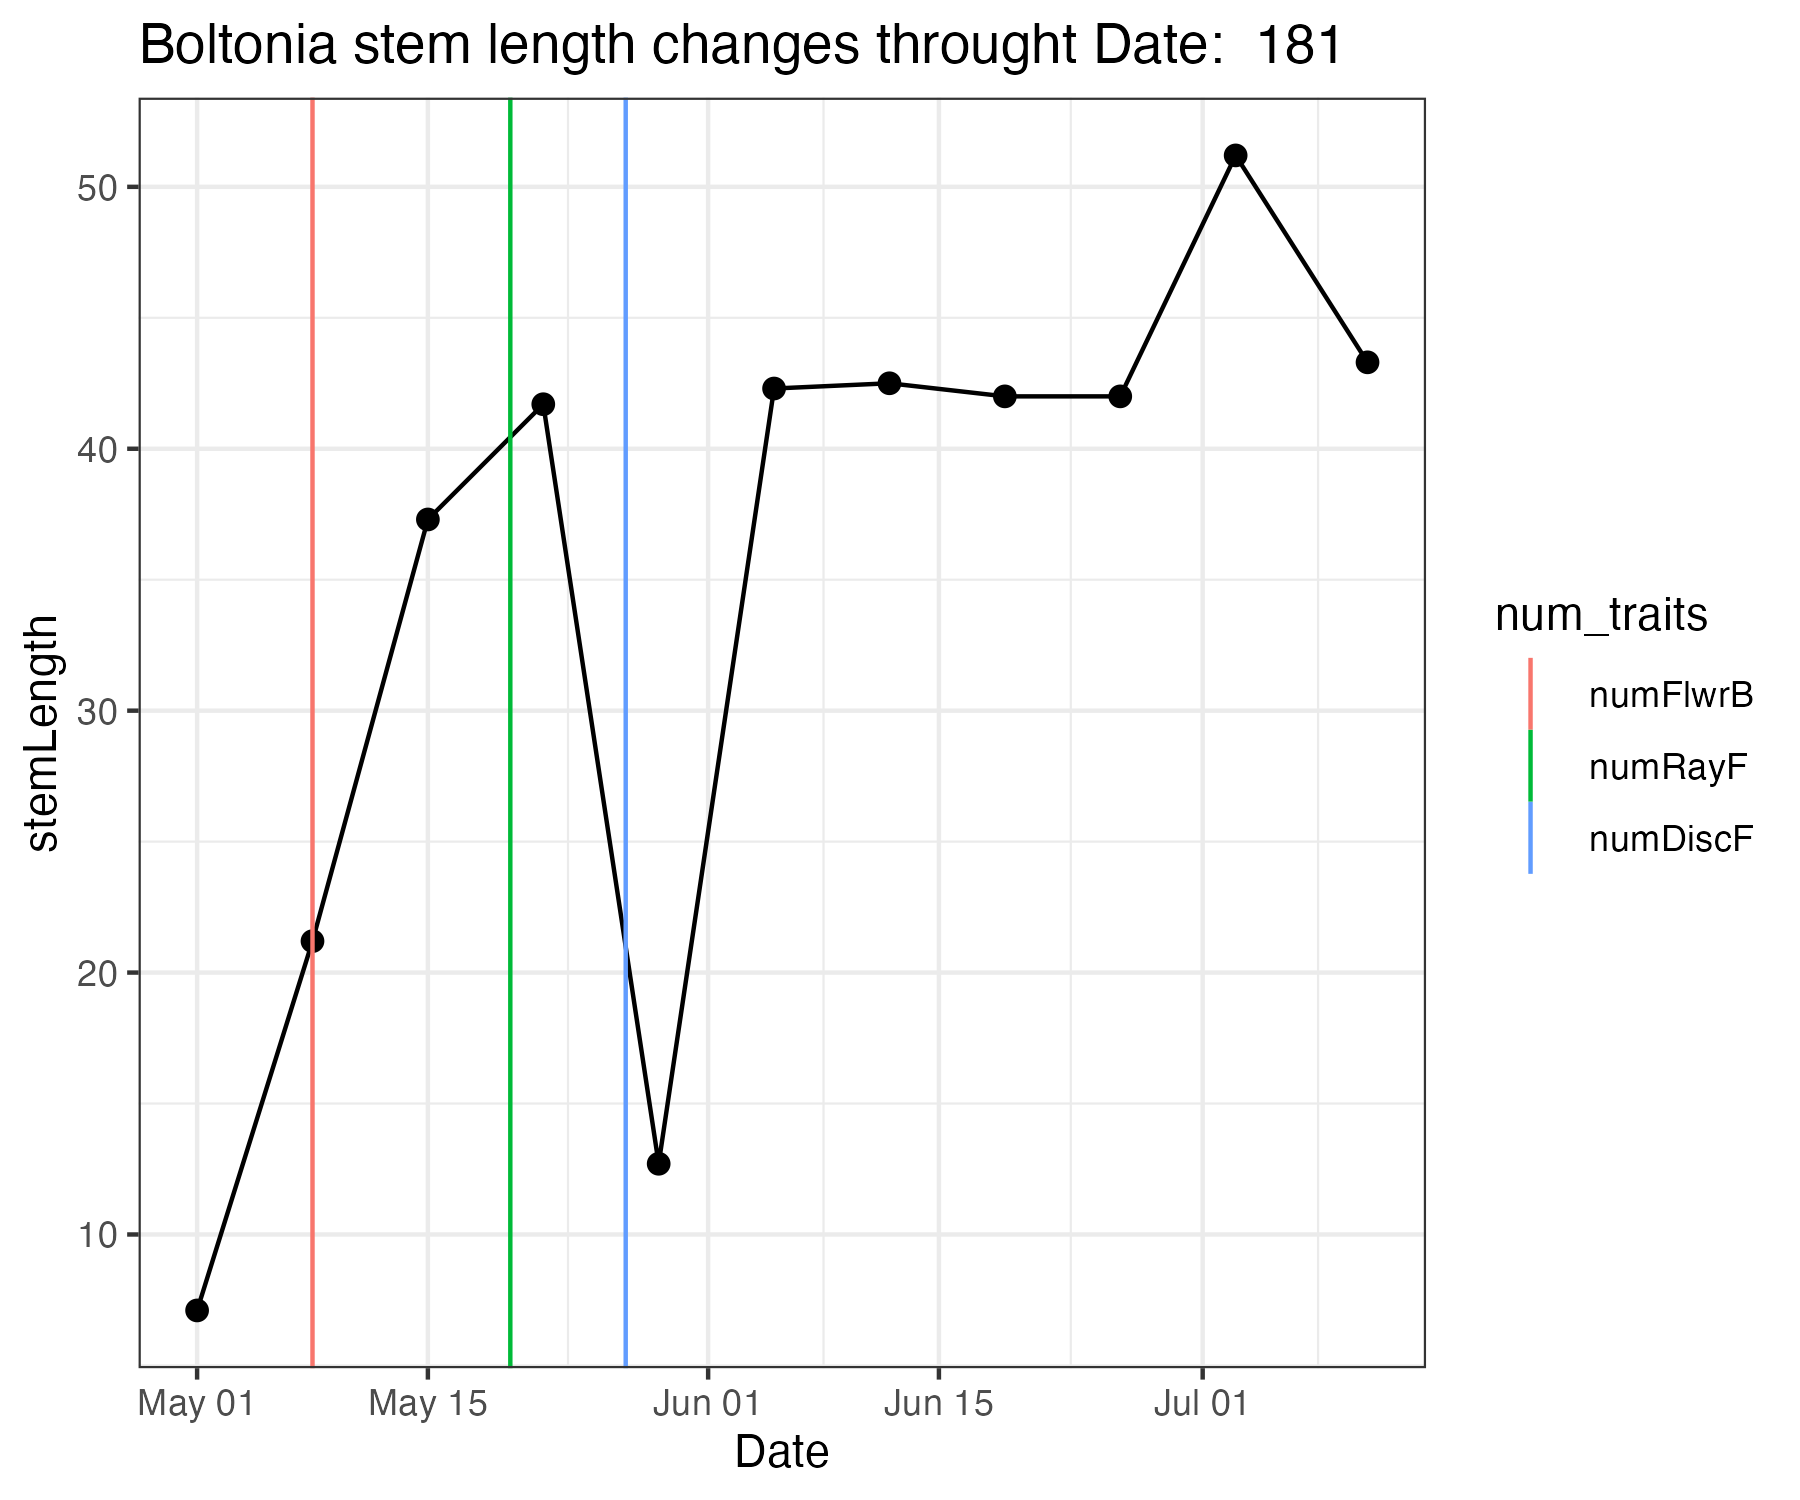 Boltonia stem length changes throught Date:  181
50
40
30
20
10
stemLength
May 01
May 15
Jun 01
Jun 15
Jul 01
Date
num_traits
numFlwrB
numRayF
numDiscF